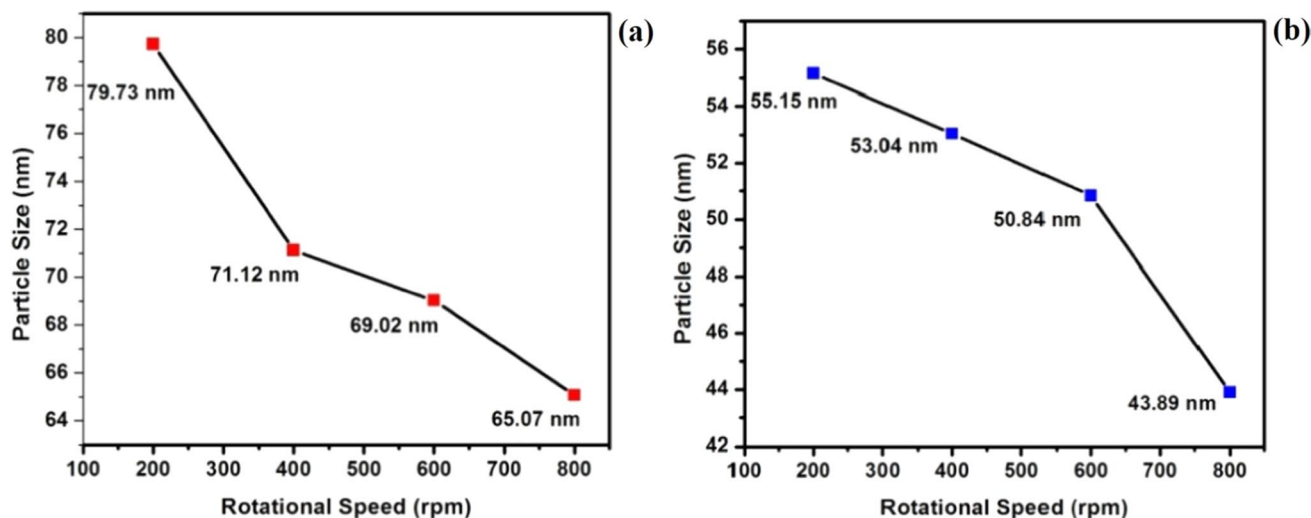 (a)
Particle Size (nm)
80
78
76
74
72
70
68
66
64
79.73 nm
71.12 nm
69.02 nm
65.07 nm
100 200 300 400 500 600 700 800
Rotational Speed (rpm)
(b)
Particle Size (nm)
56
54
52
50
48
46
44
42
55.15 nm
53.04 nm
50.84 nm
43.89 nm
100 200 300 400 500 600 700 800
Rotational Speed (rpm)